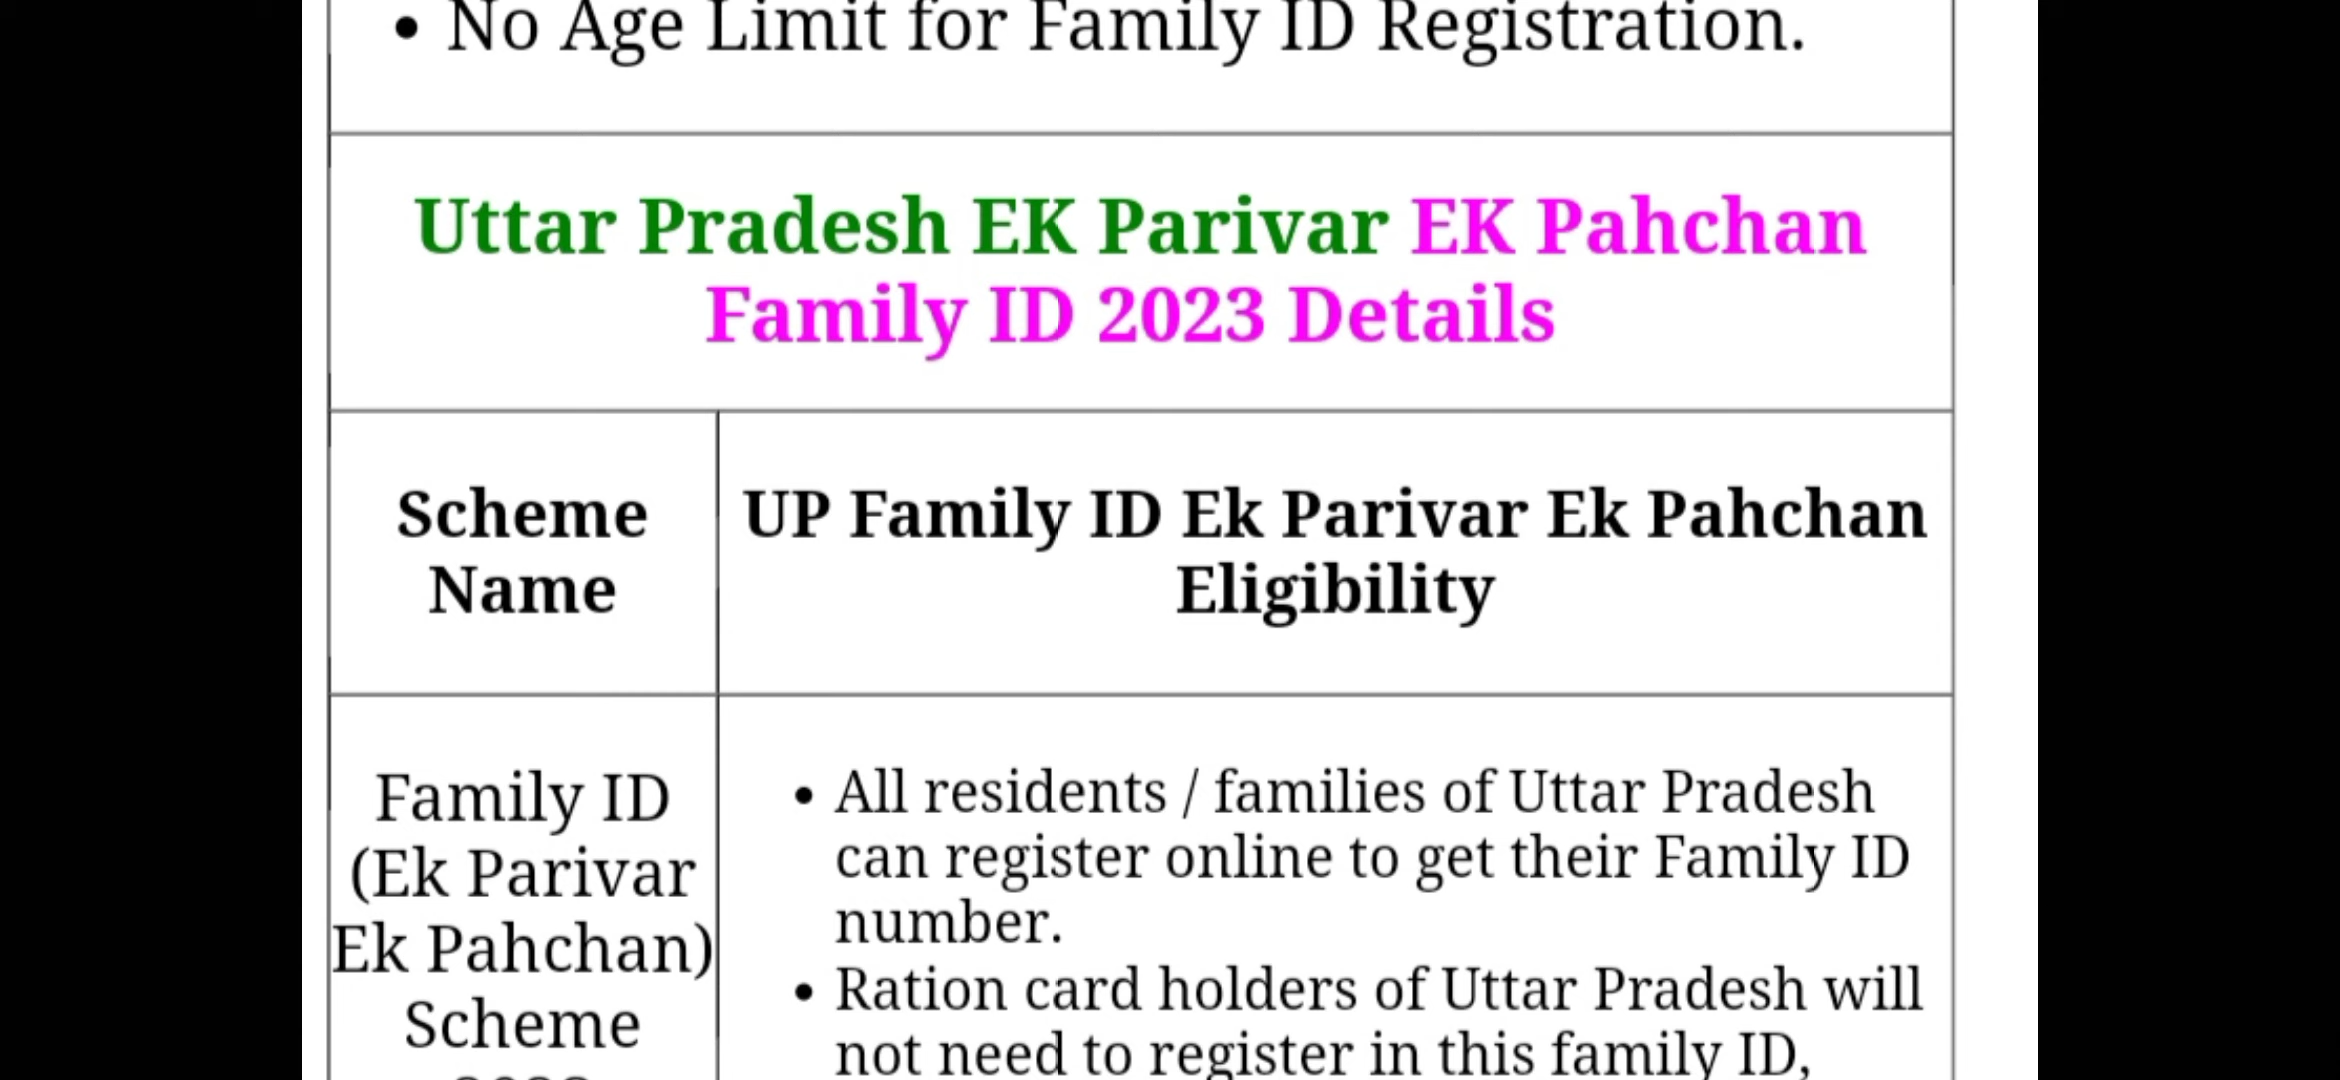 • No Age Limit for Family ID Registration.
Uttar Pradesh EK Parivar EK Pahchan
Family ID 2023 Details
Scheme
Name
UP Family ID Ek Parivar Ek Pahchan
Eligibility
Family ID
(Ek Parivar
Ek Pahchan)
Scheme
• All residents / families of Uttar Pradesh
can register online to get their Family ID
number.
• Ration card holders of Uttar Pradesh will
not need to register in this family ID,